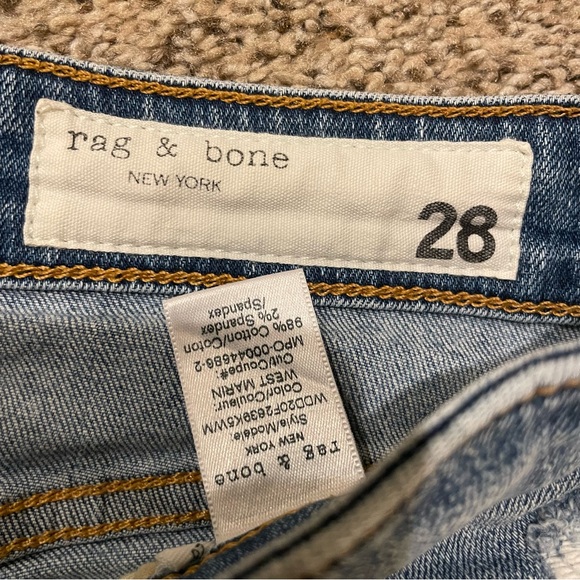 rag & bone
NEW YORK
28
rag & bone
NEW YORK
Style/Modèle:
WDD20F2639K5WM
Color/Couleur:
WEST MARIN
Cut/Coupe#:
MPO-00044686-2
98% Cotton/Coton
2% Spandex
/Spandex